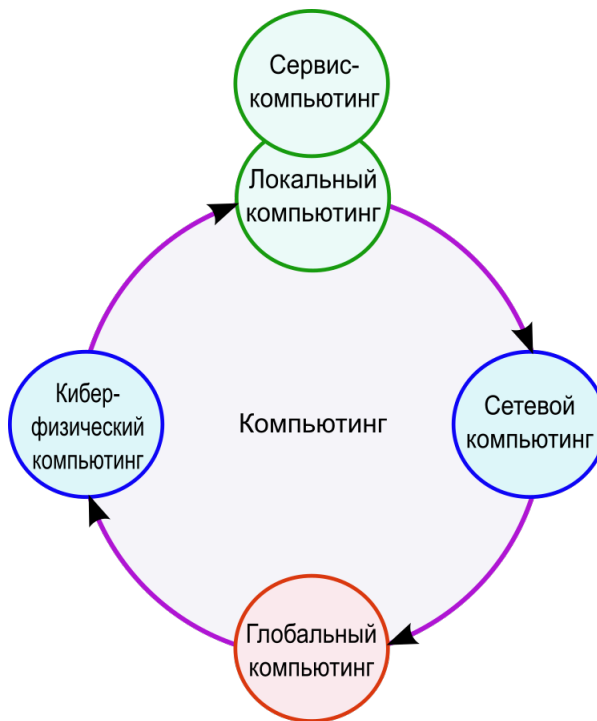 Сервис-
компьютинг
Локальный
компьютинг
Кибер-
физический
компьютинг
Компьютинг
Сетевой
компьютинг
Глобальный
компьютинг